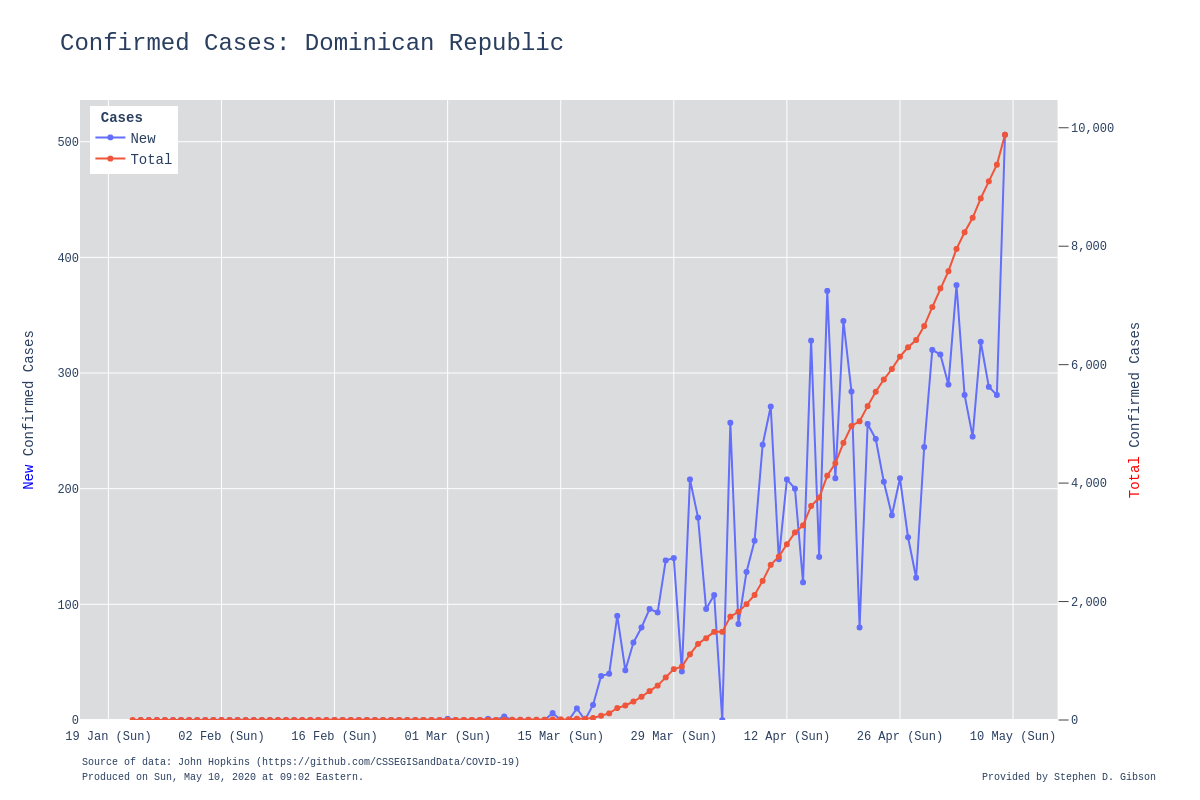 Confirmed Cases: Dominican Republic
Cases
New
Total
500
400
300
200
100
0
10,000
8,000
6,000
4,000
2,000
0
New Confirmed Cases
Total Confirmed Cases
19 Jan (Sun) 02 Feb (Sun) 16 Feb (Sun) 01 Mar (Sun) 15 Mar (Sun) 29 Mar (Sun) 12 Apr (Sun) 26 Apr (Sun) 10 May (Sun)
Source of data: John Hopkins (https://github.com/CSSEGISandData/COVID-19)
Produced on Sun, May 10, 2020 at 09:02 Eastern.
Provided by Stephen D. Gibson